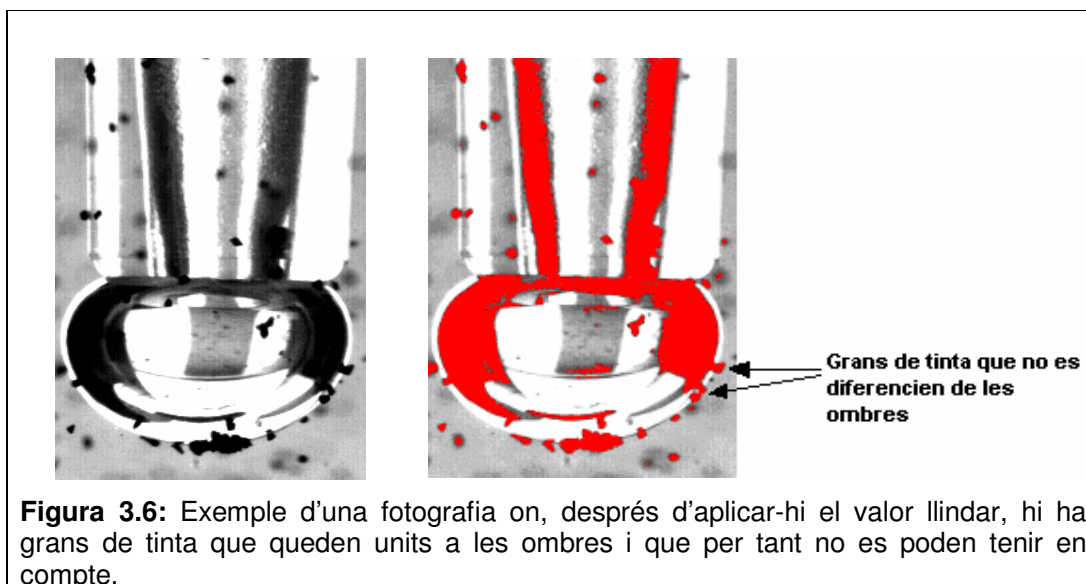 Grans de tinta que no es
diferencien de les
ombres
Figura 3.6: Exemple d'una fotografia on, després d'aplicar-hi el valor llindar, hi ha
grans de tinta que queden units a les ombres i que per tant no es poden tenir en
compte.